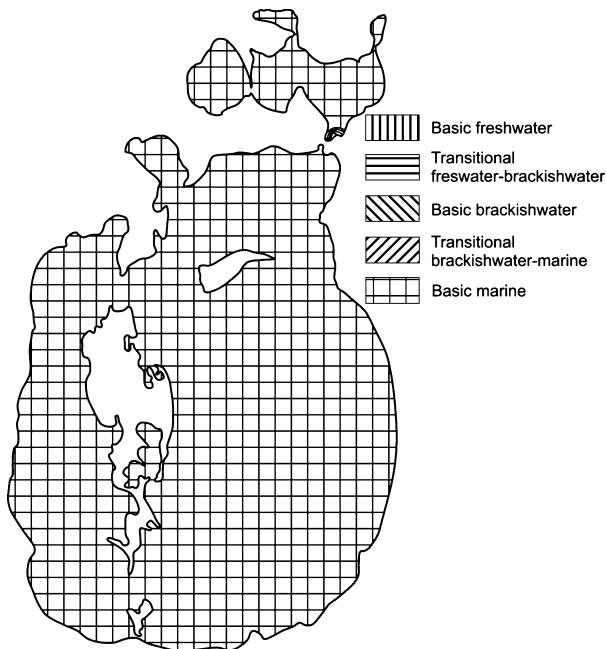 Basic freshwater
Transitional
freswater-brackishwater
Basic brackishwater
Transitional
brackishwater-marine
Basic marine